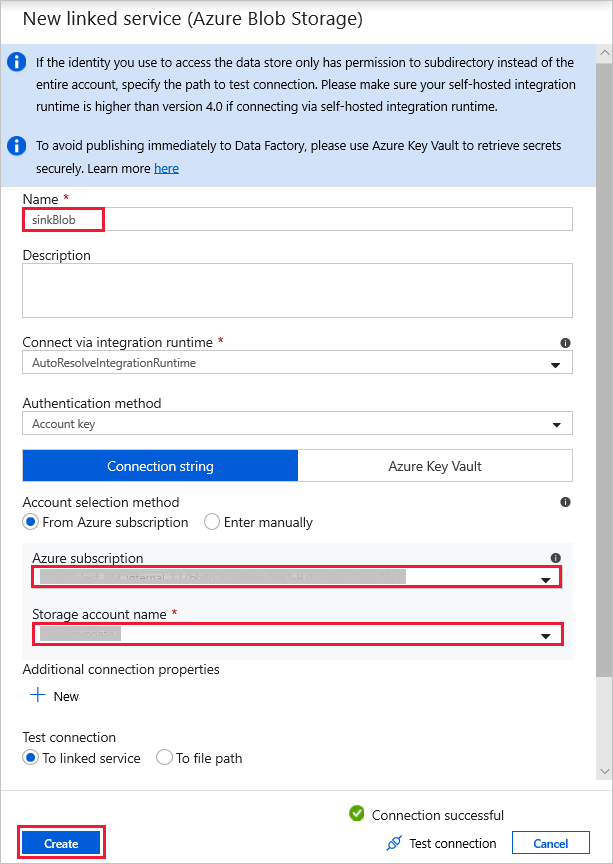 New linked service (Azure Blob Storage)
If the identity you use to access the data store only has permission to subdirectory instead of the
entire account, specify the path to test connection. Please make sure your self-hosted integration
runtime is higher than version 4.0 if connecting via self-hosted integration runtime.
To avoid publishing immediately to Data Factory, please use Azure Key Vault to retrieve secrets
securely. Learn more here
Name *
sinkBlob
Description
Connect via integration runtime *
AutoResolveIntegrationRuntime
Authentication method
Account key
Connection string
Azure Key Vault
Account selection method
From Azure subscription
Enter manually
Azure subscription
Storage account name *
Additional connection properties
New
Test connection
To linked service
To file path
Connection successful
Create
Test connection
Cancel